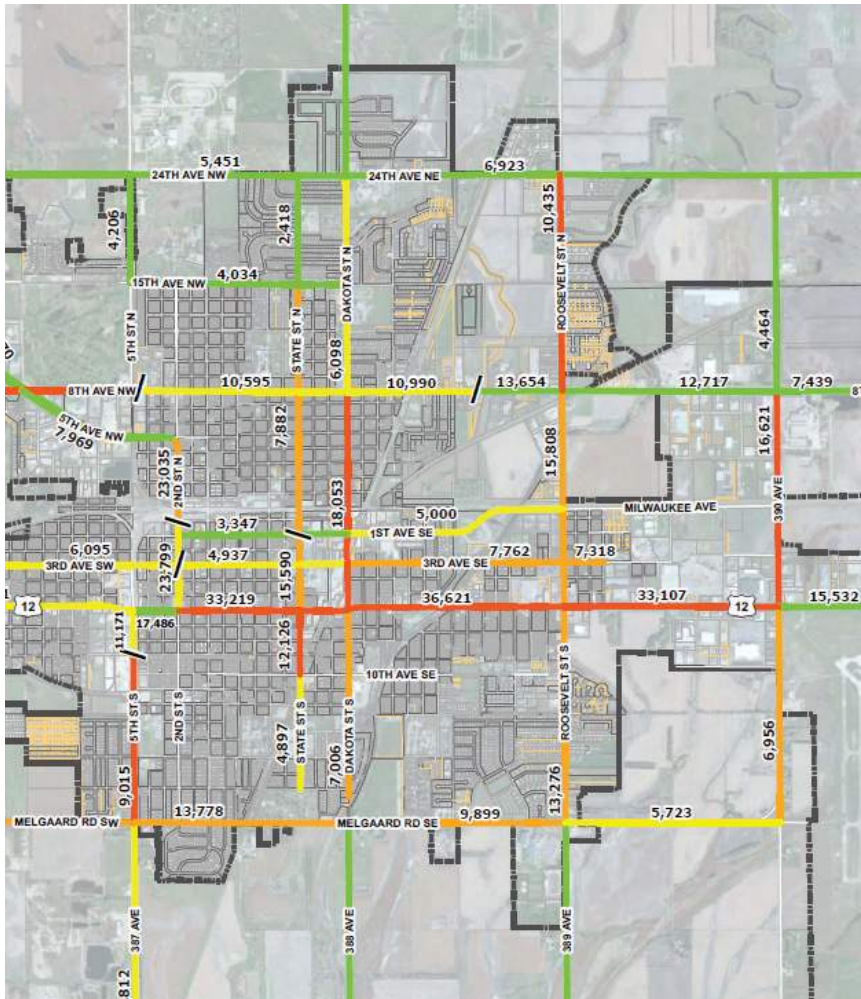 5,451
6,923
24TH AVE NW
24TH AVE NE
4,206
2,418
10,435
4,034
15TH AVE NW
5TH ST N
STATE ST N
DAKOTA ST N
ROOSEVELT ST N
4,464
6,098
8TH AVE NW
10,595
10,990
13,654
12,717
7,439
5TH AVE NW
7,969
23,035
2ND ST N
7,882
18,053
15,808
16,621
390 AVE
5,000
MILWAUKEE AVE
3,347
1ST AVE SE
6,095
4,937
7,762
7,318
3RD AVE SW
3RD AVE SE
23,799
15,590
12
33,219
36,621
33,107
12
15,532
17,486
11,171
12,126
10TH AVE SE
5TH ST S
2ND ST S
STATE ST S
DAKOTA ST S
ROOSEVELT ST S
4,897
7,006
6,956
9,015
13,276
13,778
9,899
5,723
MELGAARD RD SW
MELGAARD RD SE
387 AVE
388 AVE
389 AVE
812